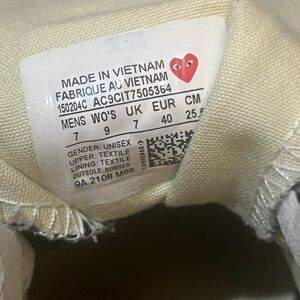 MADE IN VIETNAM
FABRIQUE AU VIETNAM
150204C AC9CIT7505364
MENS WO'S UK EUR CM
7 9 7 40 25.5
GENDER: UNISEX
UPPER: TEXTILE
LINING: TEXTILE
OUTSOLE: RUBBER
9A 2108 M80